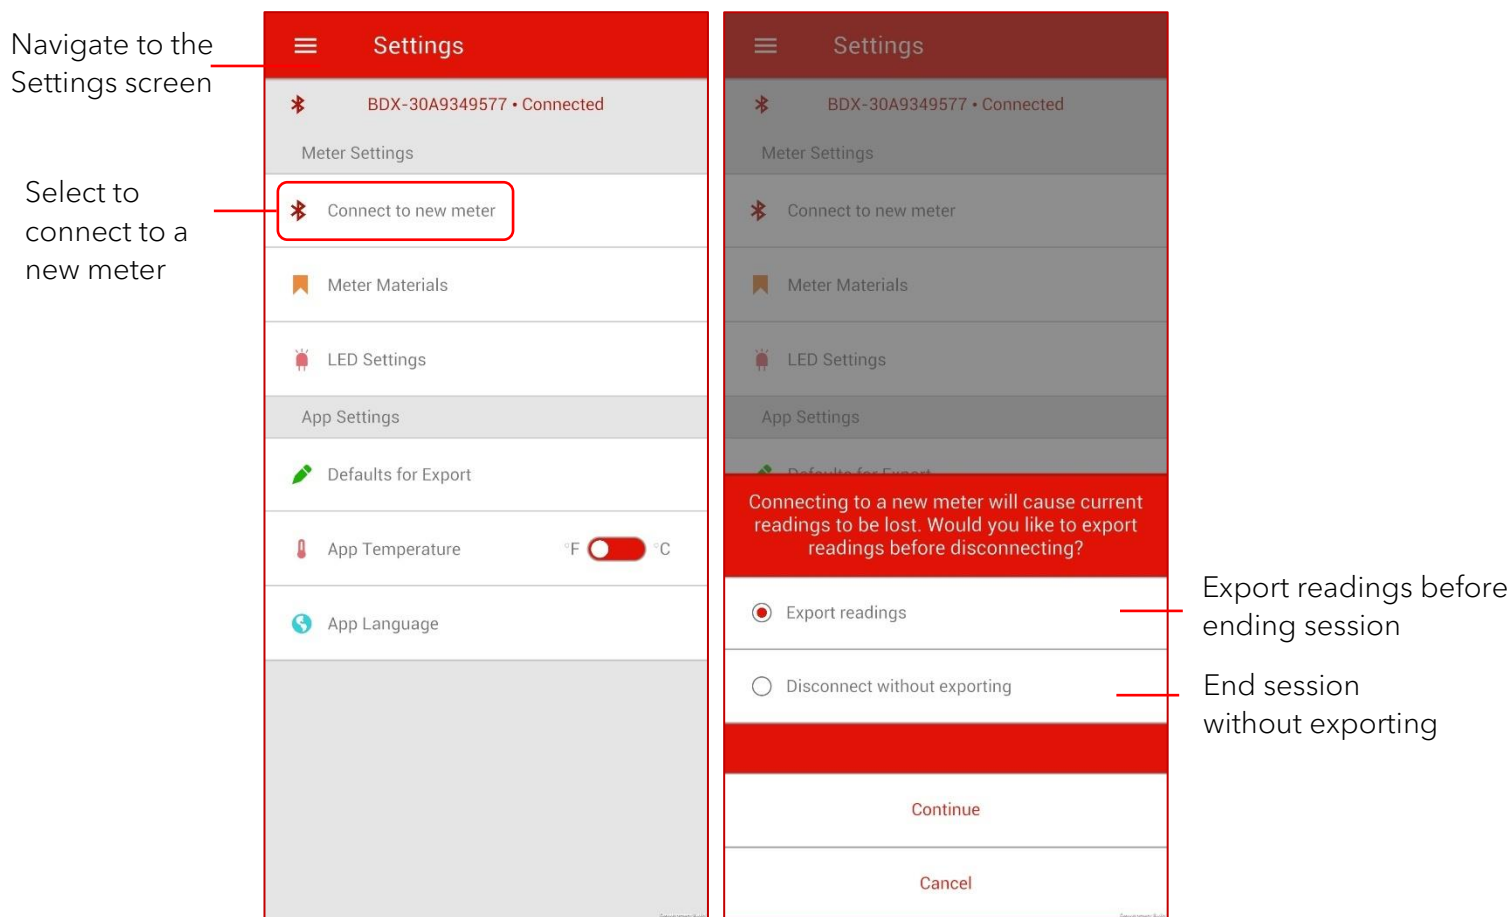 Navigate to the
Settings screen
Select to
connect to a
new meter
Settings
BDX-30A9349577 • Connected
Meter Settings
Connect to new meter
Meter Materials
LED Settings
App Settings
Defaults for Export
App Temperature
°F °C
App Language
Settings
BDX-30A9349577 • Connected
Meter Settings
Connect to new meter
Meter Materials
LED Settings
App Settings
Defaults for Export
Connecting to a new meter will cause current
readings to be lost. Would you like to export
readings before disconnecting?
Export readings
Disconnect without exporting
Continue
Cancel
Export readings before
ending session
End session
without exporting